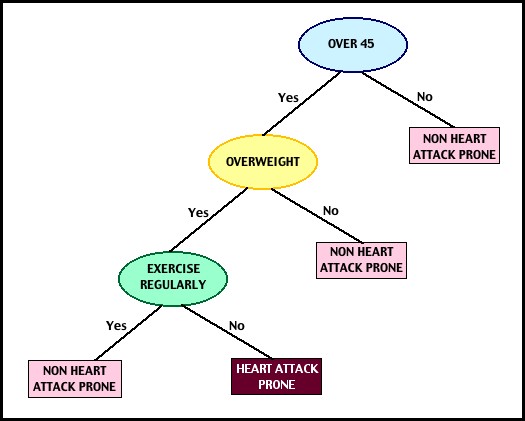 OVER 45
Yes
No
NON HEART
ATTACK PRONE
OVERWEIGHT
Yes
No
NON HEART
ATTACK PRONE
EXERCISE
REGULARLY
Yes
No
NON HEART
ATTACK PRONE
HEART ATTACK
PRONE